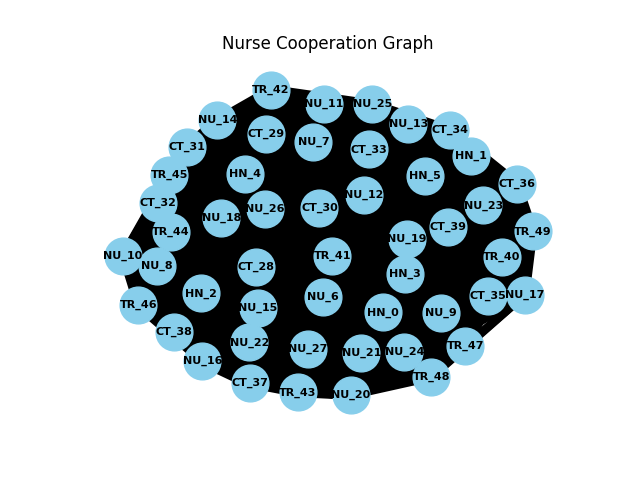 Nurse Cooperation Graph
TR_42
NU_11
NU_25
NU_14
NU_13
CT_34
CT_29
NU_7
CT_31
CT_33
HN_1
HN_4
TR_45
HN_5
CT_36
NU_12
CT_32
NU_23
NU_26
CT_30
NU_18
CT_39
TR_44
TR_49
NU_19
NU_10
TR_41
TR_40
NU_8
CT_28
HN_3
HN_2
NU_17
CT_35
NU_6
TR_46
NU_15
HN_0
NU_9
CT_38
NU_22
TR_47
NU_27
NU_21
NU_24
NU_16
TR_48
CT_37
TR_43
NU_20